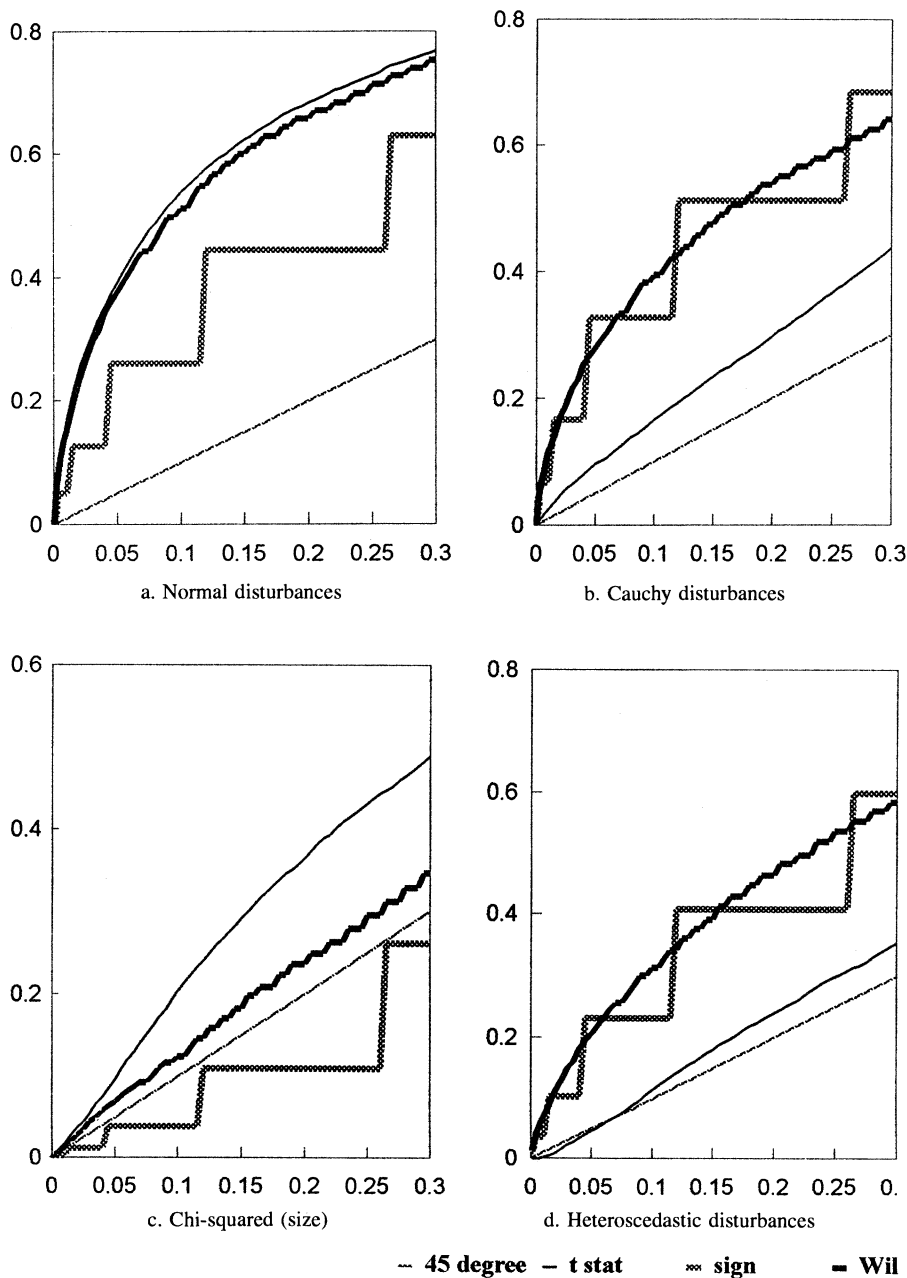 0.8
0.6
0.4
0.2
0
0 0.05 0.1 0.15 0.2 0.25 0.3
a. Normal disturbances
0.8
0.6
0.4
0.2
0
0 0.05 0.1 0.15 0.2 0.25 0.3
b. Cauchy disturbances
0.6
0.4
0.2
0
0 0.05 0.1 0.15 0.2 0.25 0.3
c. Chi-squared (size)
0.8
0.6
0.4
0.2
0
0 0.05 0.1 0.15 0.2 0.25 0.
d. Heteroscedastic disturbances
45 degree t stat sign Wil